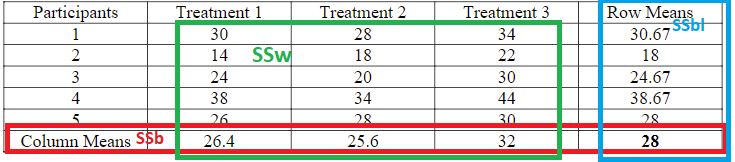 Participants Treatment 1 Treatment 2 Treatment 3 Row Means
1 30 28 34 30.67 SSbl
2 14 SSw 18 22 18
3 24 20 30 24.67
4 38 34 44 38.67
5 26 28 30 28
Column Means SSb 26.4 25.6 32 28